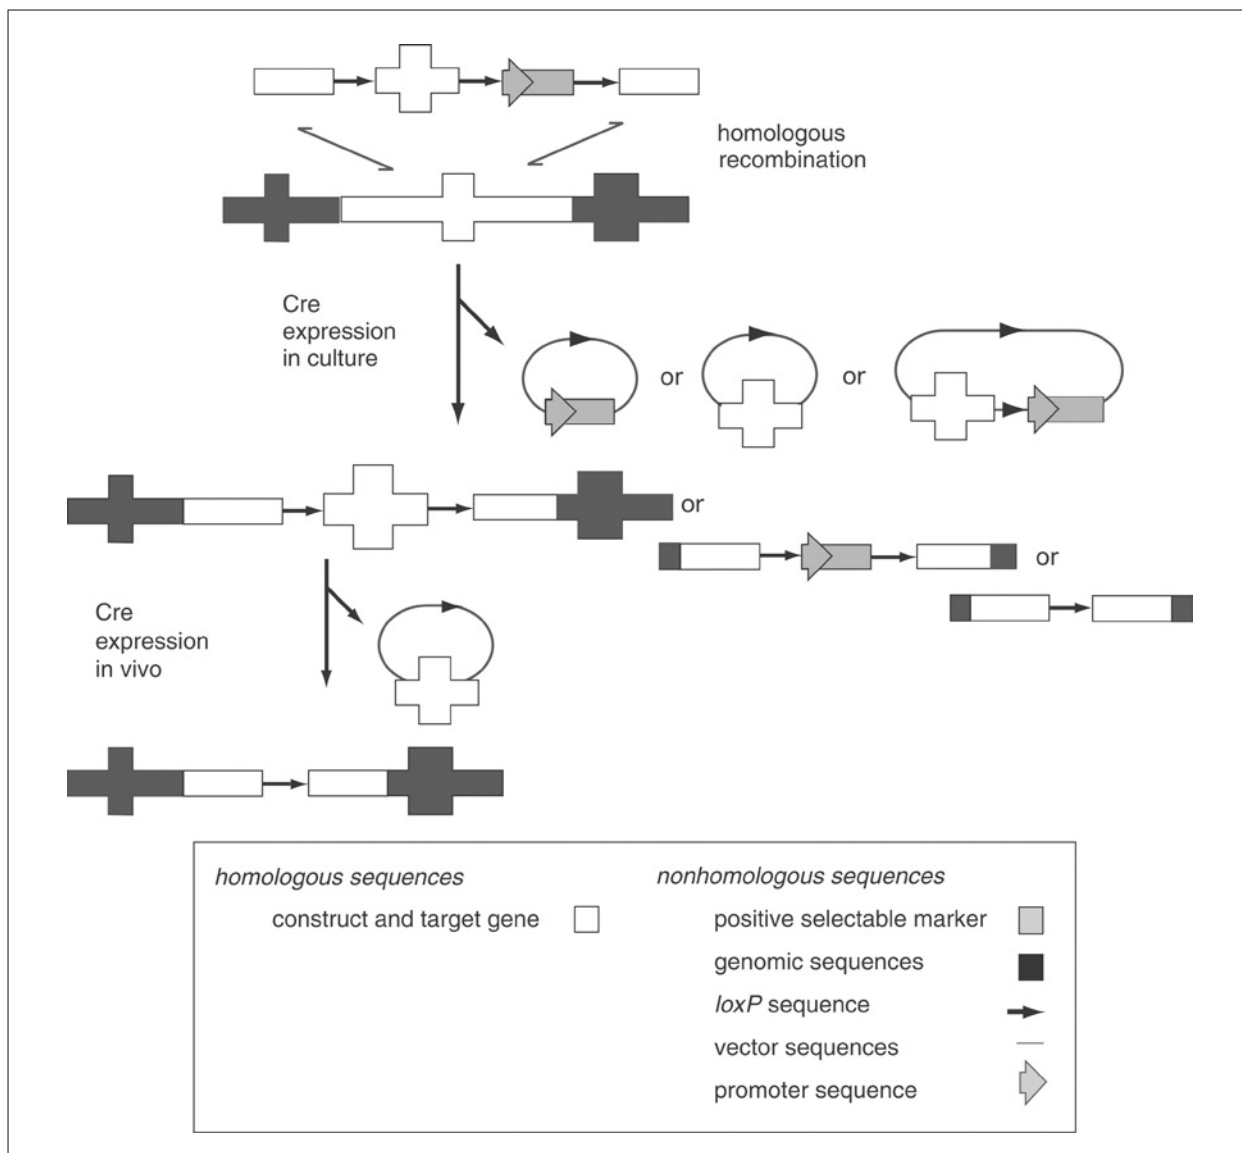 homologous
recombination
Cre
expression
in culture
or
or
or
or
Cre
expression
in vivo
homologous sequences
construct and target gene
nonhomologous sequences
positive selectable marker
genomic sequences
loxP sequence
vector sequences
promoter sequence